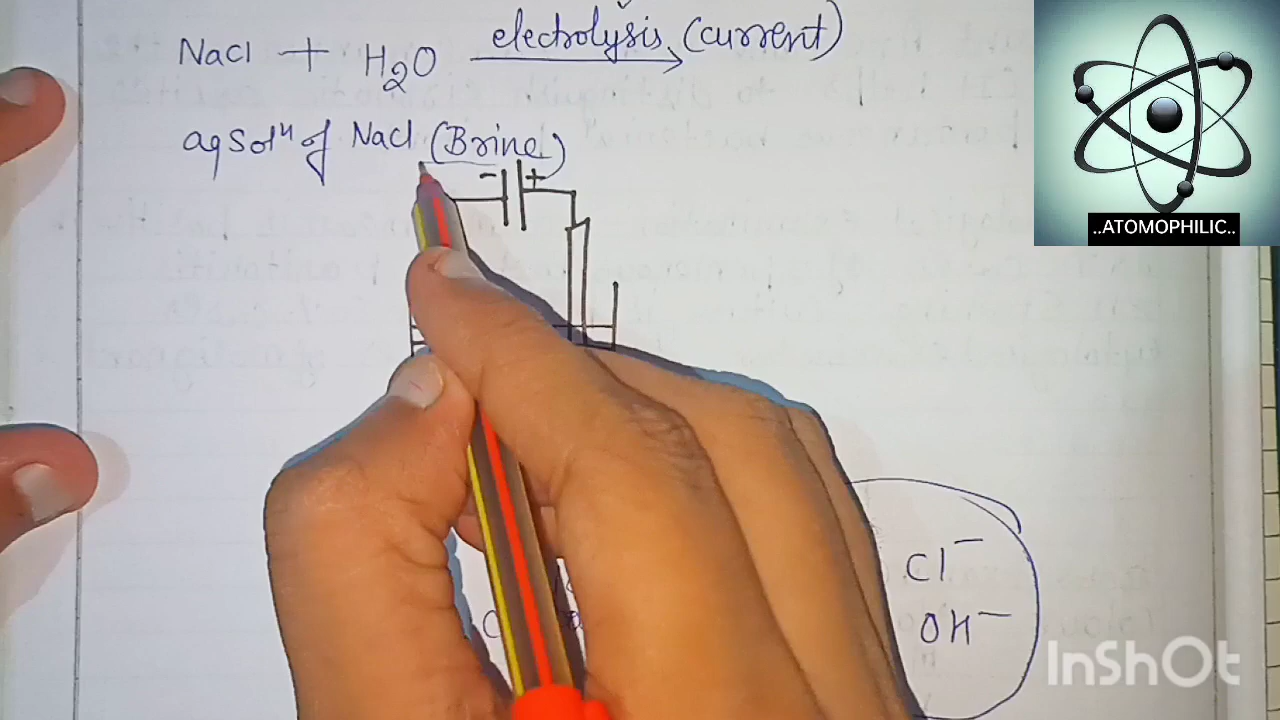 NaCl + H2O electrolysis (current)
aq Solⁿ of NaCl (Brine)
- +
..ATOMOPHILIC..
Cl⁻
OH⁻
InShOt